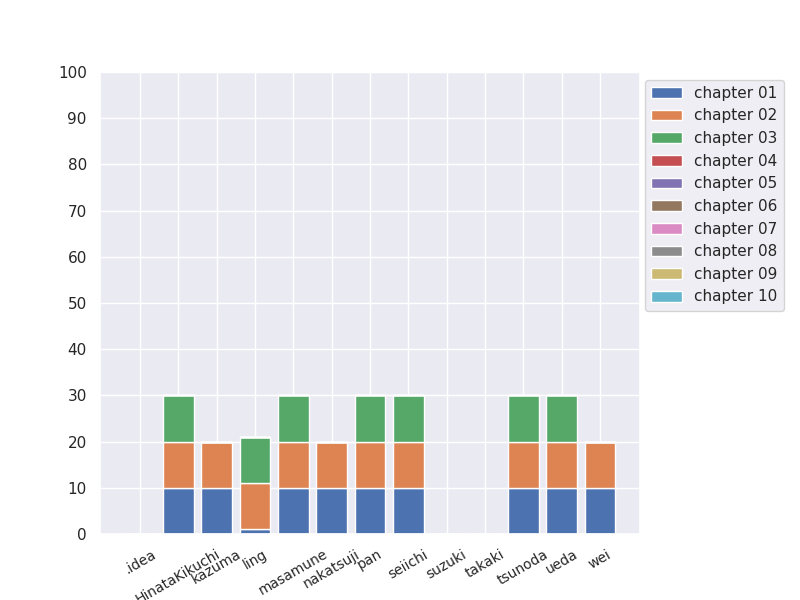 100
90
80
70
60
50
40
30
20
10
0
.idea
HinataKikuchi
kazuma
ling
masamune
nakatsuji
pan
seiichi
suzuki
takaki
tsunoda
ueda
wei
chapter 01
chapter 02
chapter 03
chapter 04
chapter 05
chapter 06
chapter 07
chapter 08
chapter 09
chapter 10